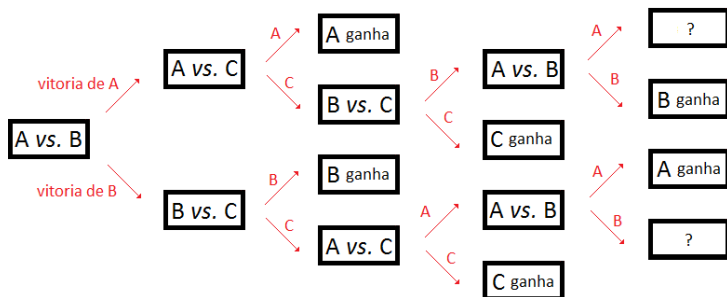 A
A ganha
A
?
vitoria de A
A vs. C
C
B
A vs. B
B
B vs. C
B ganha
A vs. B
C
C ganha
vitoria de B
B
B ganha
A
A ganha
B vs. C
C
A
A vs. B
B
A vs. C
?
C
C ganha